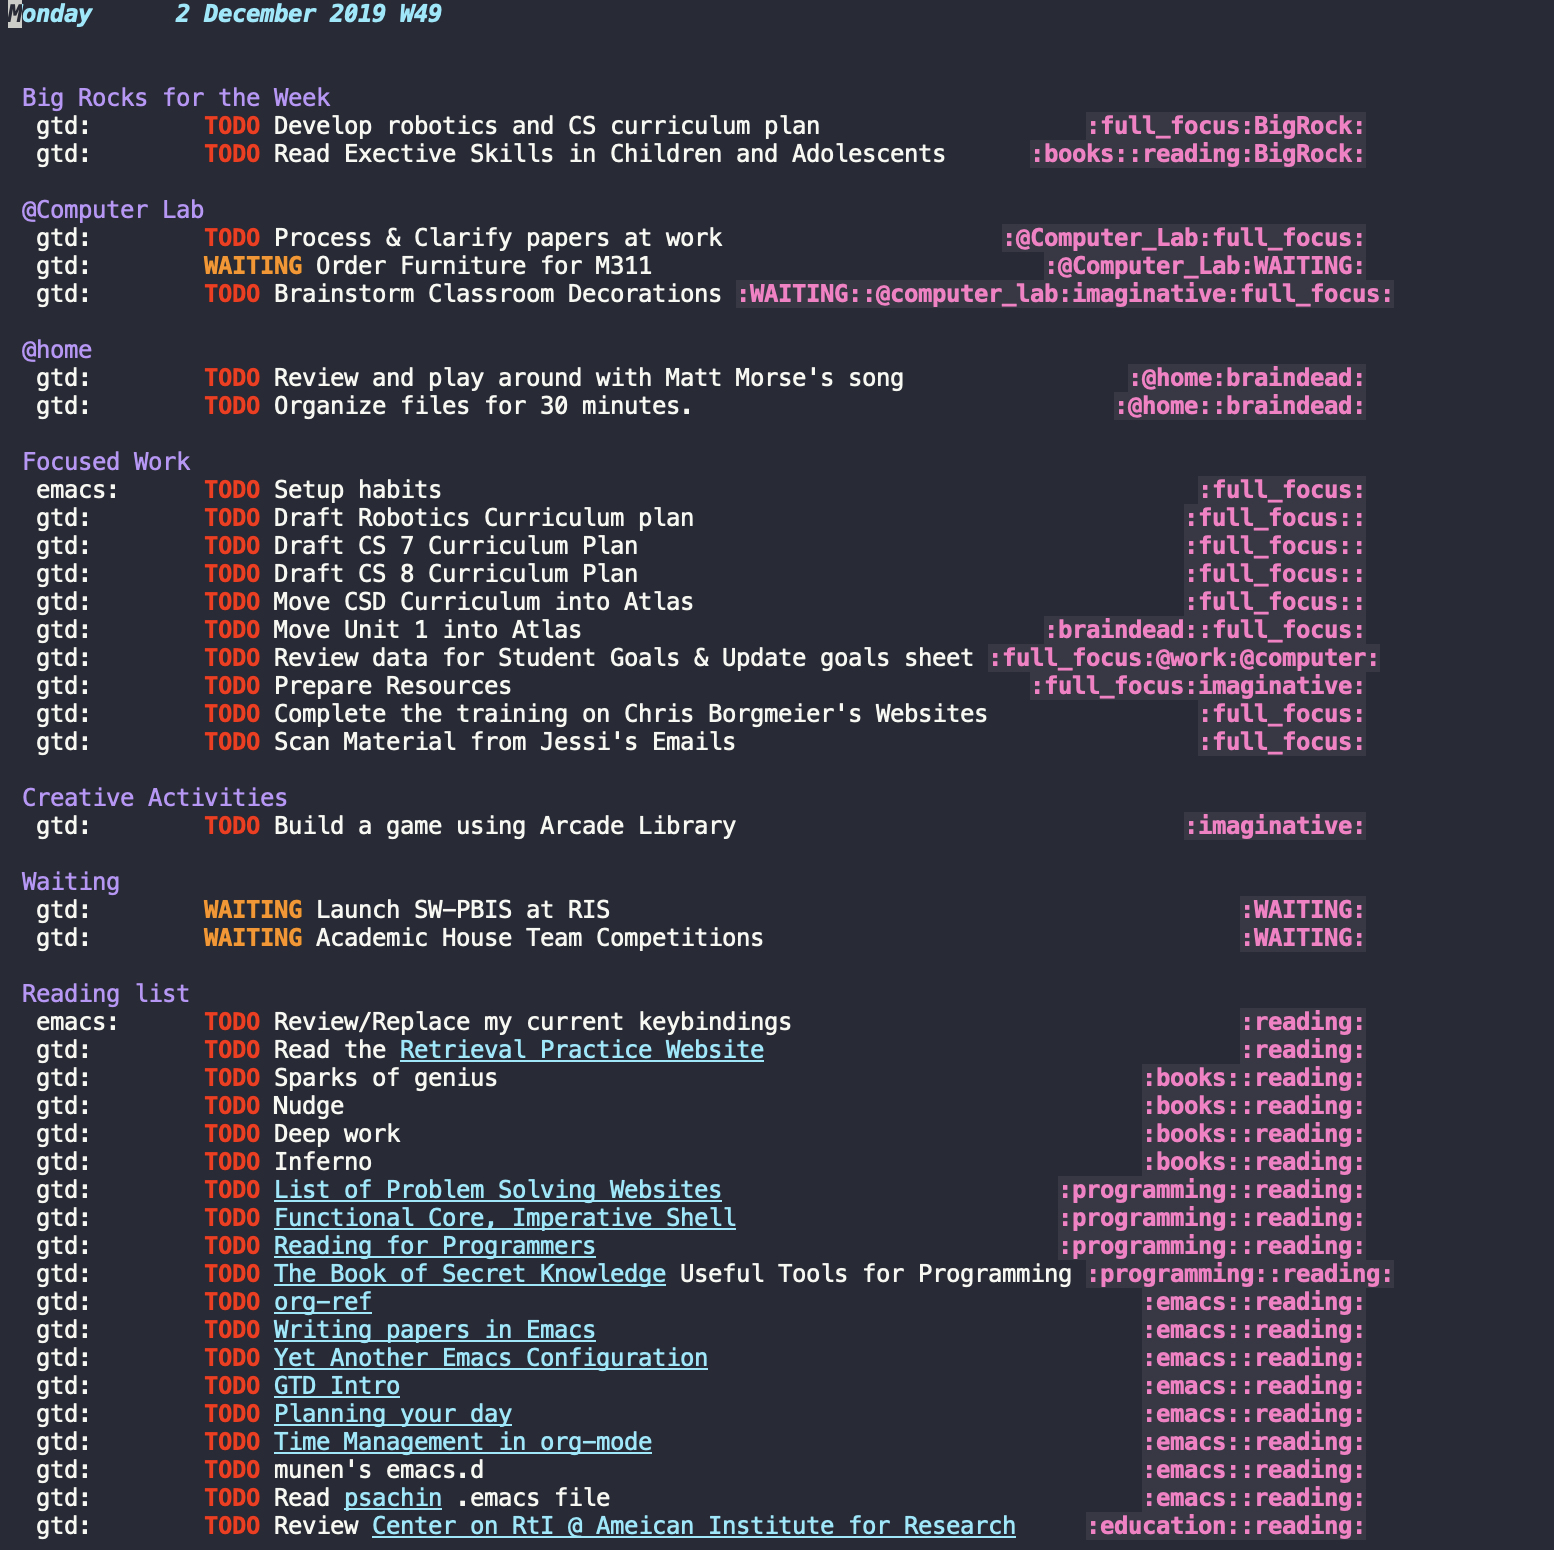 Monday      2 December 2019 W49
Big Rocks for the Week
gtd:        TODO Develop robotics and CS curriculum plan :full_focus:BigRock:
gtd:        TODO Read Exective Skills in Children and Adolescents :books::reading:BigRock:
@Computer Lab
gtd:        TODO Process & Clarify papers at work :@Computer_Lab:full_focus:
gtd:        WAITING Order Furniture for M311 :@Computer_Lab:WAITING:
gtd:        TODO Brainstorm Classroom Decorations :WAITING::@computer_lab:imaginative:full_focus:
@home
gtd:        TODO Review and play around with Matt Morse's song :@home:braindead:
gtd:        TODO Organize files for 30 minutes. :@home::braindead:
Focused Work
emacs:      TODO Setup habits :full_focus:
gtd:        TODO Draft Robotics Curriculum plan :full_focus::
gtd:        TODO Draft CS 7 Curriculum Plan :full_focus::
gtd:        TODO Draft CS 8 Curriculum Plan :full_focus::
gtd:        TODO Move CSD Curriculum into Atlas :full_focus::
gtd:        TODO Move Unit 1 into Atlas :braindead::full_focus:
gtd:        TODO Review data for Student Goals & Update goals sheet :full_focus:@work:@computer:
gtd:        TODO Prepare Resources :full_focus:imaginative:
gtd:        TODO Complete the training on Chris Borgmeier's Websites :full_focus:
gtd:        TODO Scan Material from Jessi's Emails :full_focus:
Creative Activities
gtd:        TODO Build a game using Arcade Library :imaginative:
Waiting
gtd:        WAITING Launch SW-PBIS at RIS :WAITING:
gtd:        WAITING Academic House Team Competitions :WAITING:
Reading list
emacs:      TODO Review/Replace my current keybindings :reading:
gtd:        TODO Read the Retrieval Practice Website :reading:
gtd:        TODO Sparks of genius :books::reading:
gtd:        TODO Nudge :books::reading:
gtd:        TODO Deep work :books::reading:
gtd:        TODO Inferno :books::reading:
gtd:        TODO List of Problem Solving Websites :programming::reading:
gtd:        TODO Functional Core, Imperative Shell :programming::reading:
gtd:        TODO Reading for Programmers :programming::reading:
gtd:        TODO The Book of Secret Knowledge Useful Tools for Programming :programming::reading:
gtd:        TODO org-ref :emacs::reading:
gtd:        TODO Writing papers in Emacs :emacs::reading:
gtd:        TODO Yet Another Emacs Configuration :emacs::reading:
gtd:        TODO GTD Intro :emacs::reading:
gtd:        TODO Planning your day :emacs::reading:
gtd:        TODO Time Management in org-mode :emacs::reading:
gtd:        TODO munen's emacs.d :emacs::reading:
gtd:        TODO Read psachin .emacs file :emacs::reading:
gtd:        TODO Review Center on RtI @ Ameican Institute for Research :education::reading: